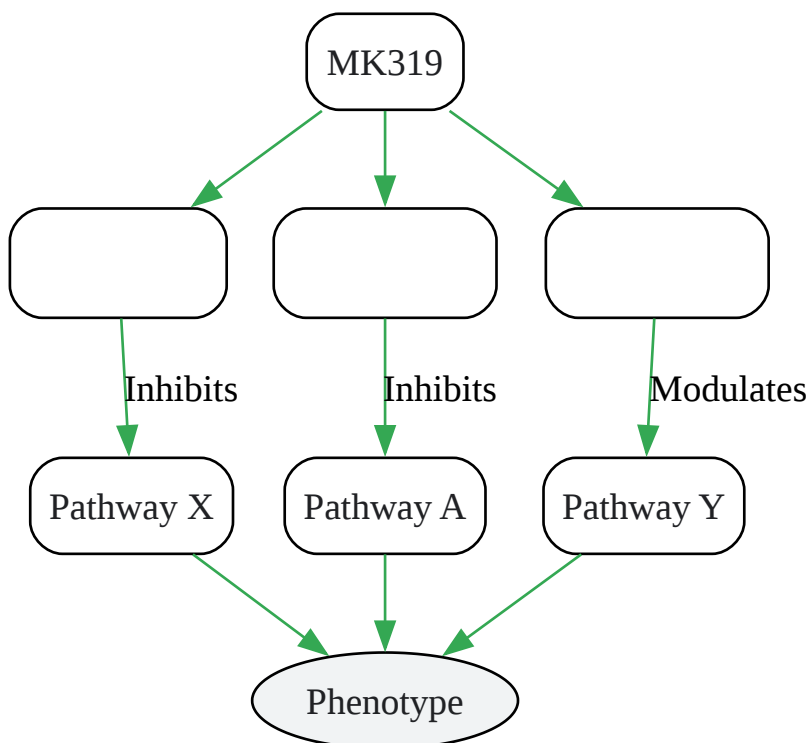 MK319
Inhibits
Inhibits
Modulates
Pathway X
Pathway A
Pathway Y
Phenotype